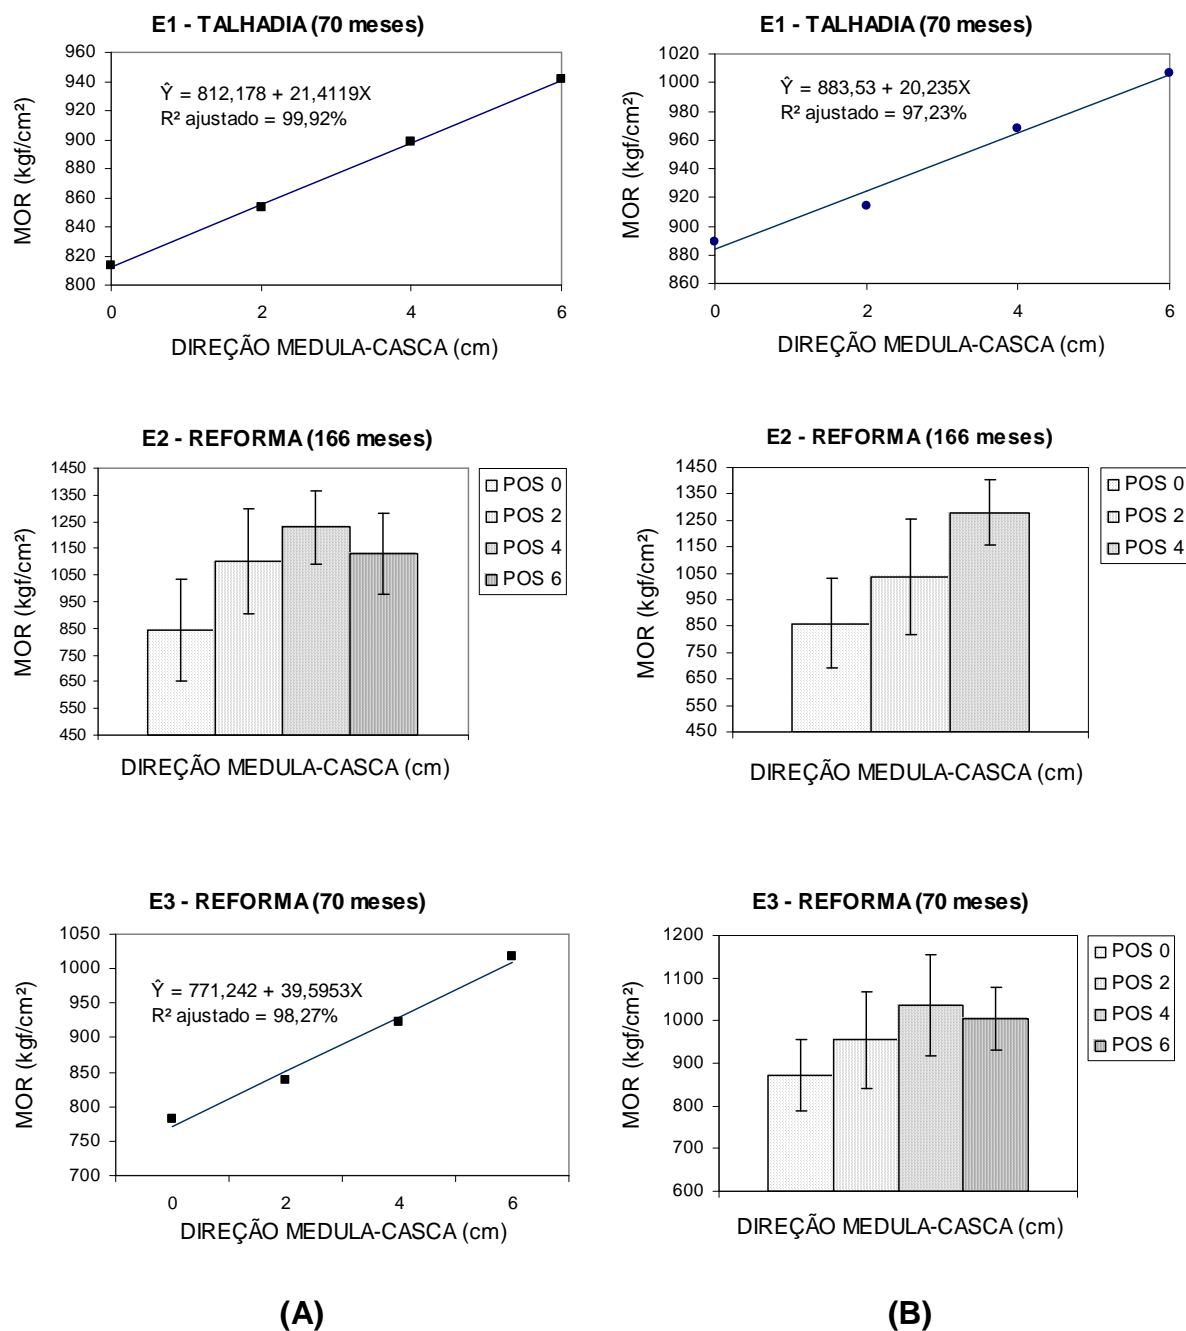 E1 - TALHADIA (70 meses)
960
940
920
900
880
860
840
820
800
MOR (kgf/cm²)
Ŷ = 812,178 + 21,4119X
R² ajustado = 99,92%
0 2 4 6
DIREÇÃO MEDULA-CASCA (cm)
E1 - TALHADIA (70 meses)
1020
1000
980
960
940
920
900
880
860
MOR (kgf/cm²)
Ŷ = 883,53 + 20,235X
R² ajustado = 97,23%
0 2 4 6
DIREÇÃO MEDULA-CASCA (cm)
E2 - REFORMA (166 meses)
1450
1350
1250
1150
1050
950
850
750
650
550
450
MOR (kgf/cm²)
POS 0
POS 2
POS 4
POS 6
DIREÇÃO MEDULA-CASCA (cm)
E2 - REFORMA (166 meses)
1450
1350
1250
1150
1050
950
850
750
650
550
450
MOR (kgf/cm²)
POS 0
POS 2
POS 4
DIREÇÃO MEDULA-CASCA (cm)
E3 - REFORMA (70 meses)
1050
1000
950
900
850
800
750
700
MOR (kgf/cm²)
Ŷ = 771,242 + 39,5953X
R² ajustado = 98,27%
0 2 4 6
DIREÇÃO MEDULA-CASCA (cm)
E3 - REFORMA (70 meses)
1200
1100
1000
900
800
700
600
MOR (kgf/cm²)
POS 0
POS 2
POS 4
POS 6
DIREÇÃO MEDULA-CASCA (cm)
(A)
(B)